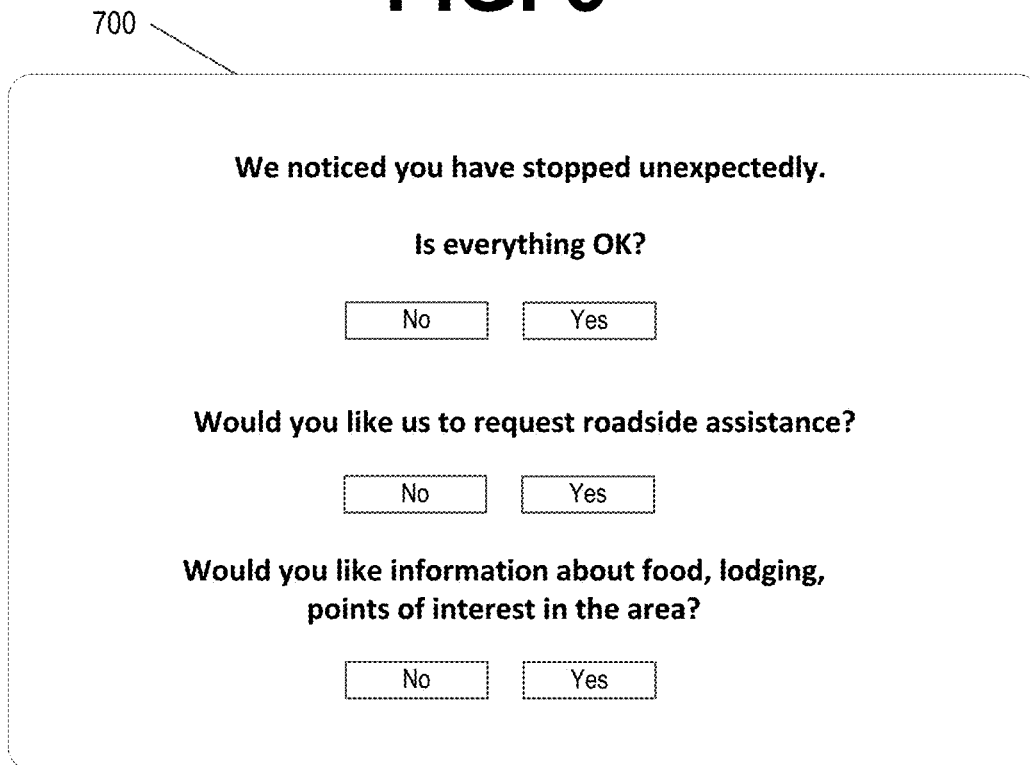 700
We noticed you have stopped unexpectedly.
Is everything OK?
No Yes
Would you like us to request roadside assistance?
No Yes
Would you like information about food, lodging,
points of interest in the area?
No Yes